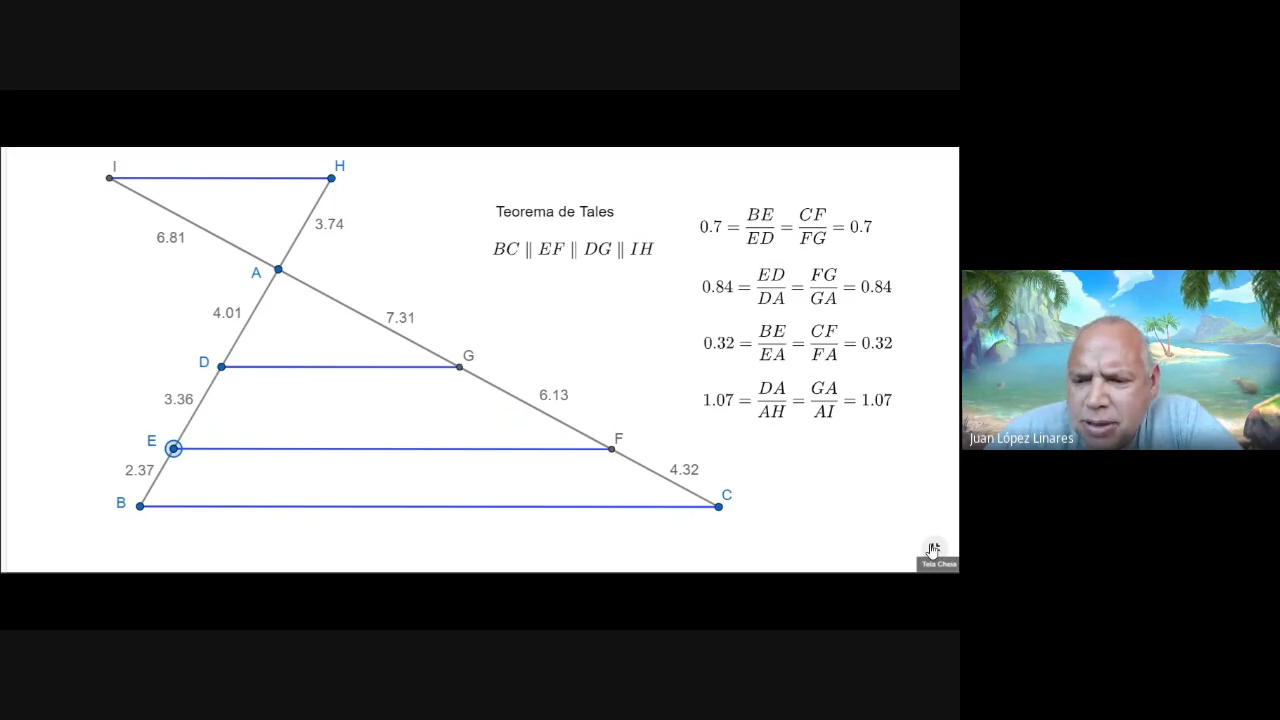 I
H
3.74
6.81
A
4.01
7.31
D
G
3.36
6.13
E
F
2.37
4.32
B
C
Teorema de Tales
BC ∥ EF ∥ DG ∥ IH
0.7 = BE/ED = CF/FG = 0.7
0.84 = ED/DA = FG/GA = 0.84
0.32 = BE/EA = CF/FA = 0.32
1.07 = DA/AH = GA/AI = 1.07
Tela Cheia
Juan López Linares